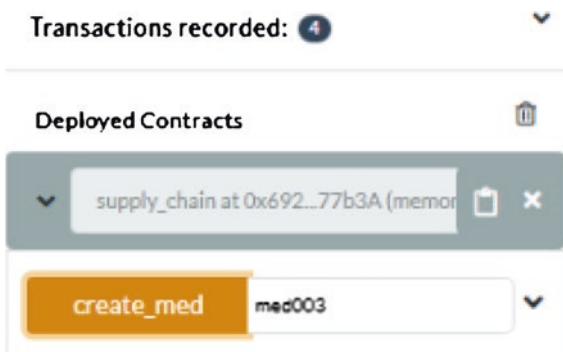 Transactions recorded: 4
Deployed Contracts
supply_chain at 0x692...77b3A (memor
create_med med003